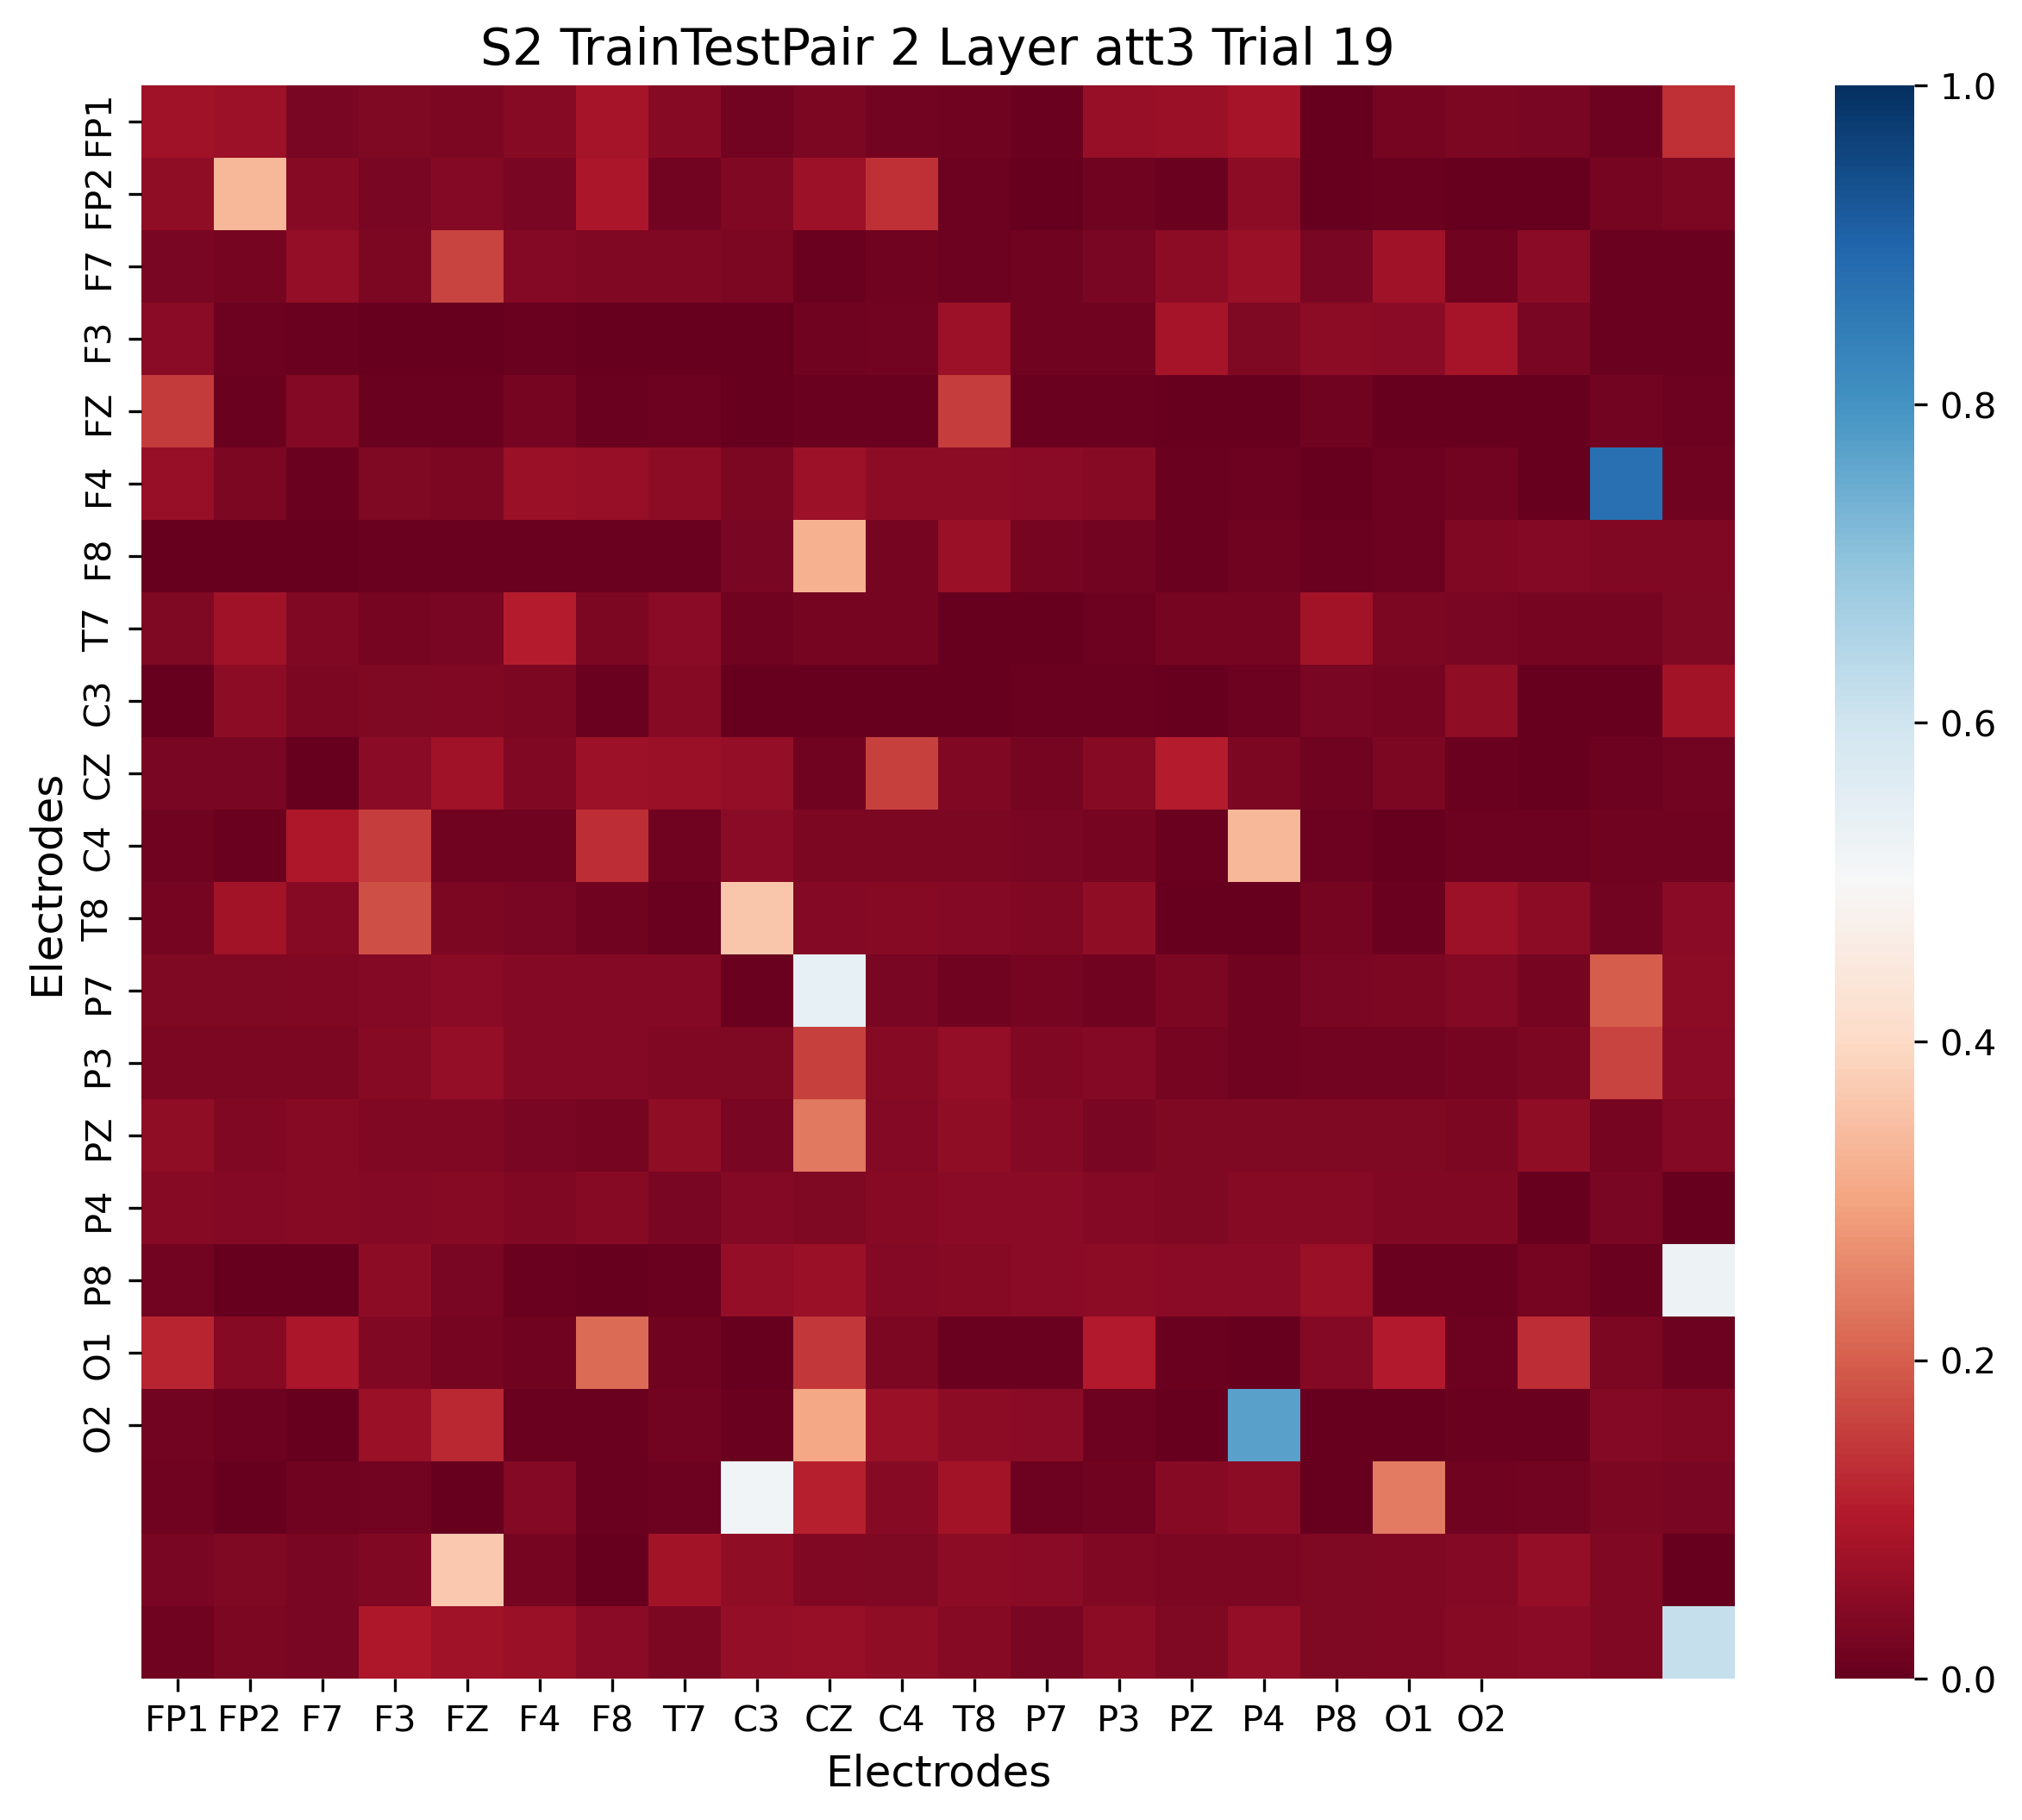 S2 TrainTestPair 2 Layer att3 Trial 19
Electrodes
FP1
FP2
F7
F3
FZ
F4
F8
T7
C3
CZ
C4
T8
P7
P3
PZ
P4
P8
O1
O2
FP1 FP2 F7 F3 FZ F4 F8 T7 C3 CZ C4 T8 P7 P3 PZ P4 P8 O1 O2
Electrodes
1.0
0.8
0.6
0.4
0.2
0.0